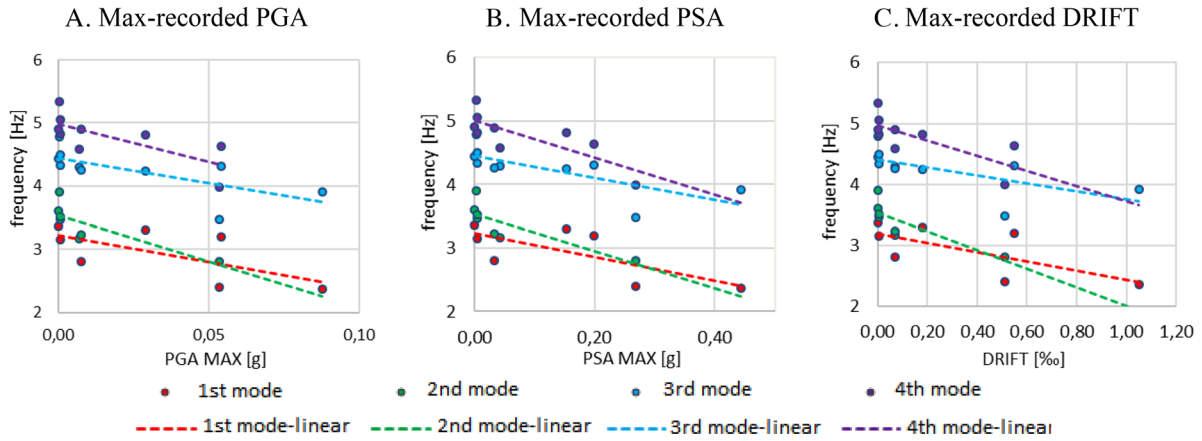 A. Max-recorded PGA
B. Max-recorded PSA
C. Max-recorded DRIFT
frequency [Hz]
6
5
4
3
2
0,00
0,05
0,10
PGA MAX [g]
frequency [Hz]
6
5
4
3
2
0,00
0,20
0,40
PSA MAX [g]
frequency [Hz]
6
5
4
3
2
0,00
0,20
0,40
0,60
0,80
1,00
1,20
DRIFT [‰]
1st mode
2nd mode
3rd mode
4th mode
1st mode-linear
2nd mode-linear
3rd mode-linear
4th mode-linear